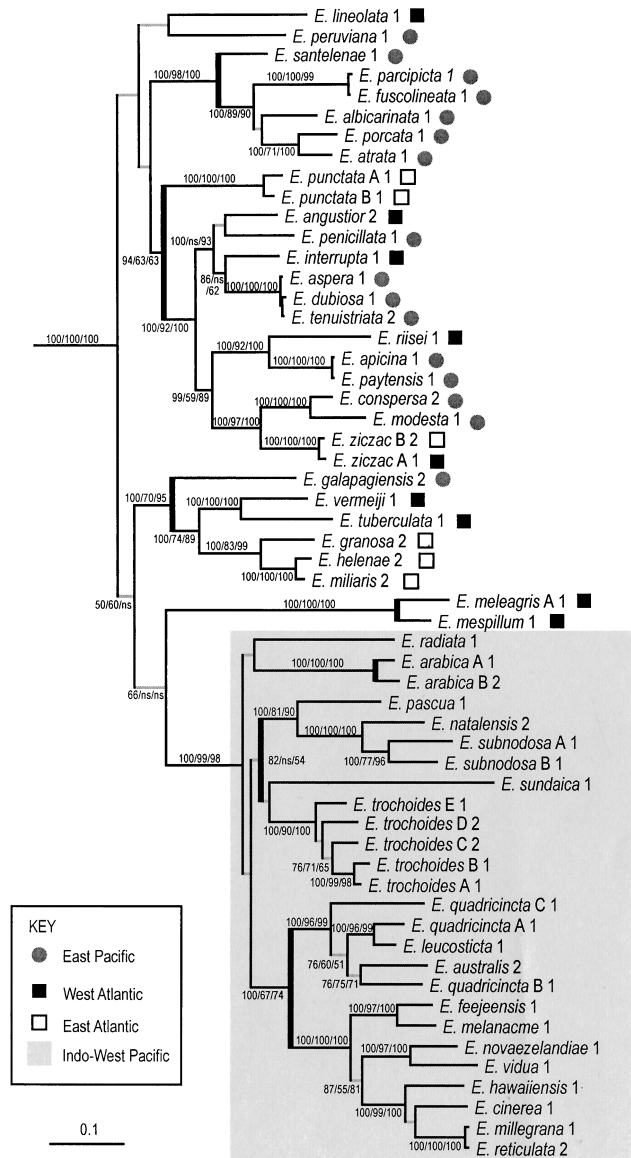 E. lineolata 1
E. peruviana 1
E. santelenae 1
100/98/100
100/100/99
E. parcipicta 1
E. fuscolineata 1
100/89/90
E. albicarinata 1
E. porcata 1
100/71/100
E. atrata 1
100/100/100
E. punctata A 1
E. punctata B 1
E. angustior 2
100/ns/93
E. penicillata 1
94/63/63
E. interrupta 1
86/ns
/62
100/100/100
E. aspera 1
E. dubiosa 1
E. tenuistriata 2
100/92/100
E. riisei 1
100/100/100
100/92/100
E. apicina 1
100/100/100
E. paytensis 1
99/59/89
E. conspersa 2
100/100/100
E. modesta 1
100/97/100
E. ziczac B 2
100/100/100
E. ziczac A 1
E. galapagiensis 2
100/70/95
E. vermeiji 1
100/100/100
E. tuberculata 1
100/74/89
E. granosa 2
100/83/99
E. helenae 2
100/100/100
E. miliaris 2
50/60/ns
E. meleagris A 1
100/100/100
E. mespillum 1
E. radiata 1
E. arabica A 1
100/100/100
E. arabica B 2
66/ns/ns
E. pascua 1
100/81/90
E. natalensis 2
100/100/100
E. subnodosa A 1
100/77/96
E. subnodosa B 1
100/99/98
82/ns/54
E. sundaica 1
E. trochoides E 1
E. trochoides D 2
100/90/100
E. trochoides C 2
76/71/65
E. trochoides B 1
100/99/98
E. trochoides A 1
E. quadricincta C 1
100/96/99
E. quadricincta A 1
100/96/99
E. leucosticta 1
76/60/51
E. australis 2
76/75/71
E. quadricincta B 1
100/67/74
E. feejeensis 1
100/97/100
E. melanacme 1
100/100/100
E. novaezelandiae 1
100/97/100
E. vidua 1
87/55/81
E. hawaiiensis 1
100/99/100
E. cinerea 1
E. millegrana 1
100/100/100
E. reticulata 2
KEY
East Pacific
West Atlantic
East Atlantic
Indo-West Pacific
0.1